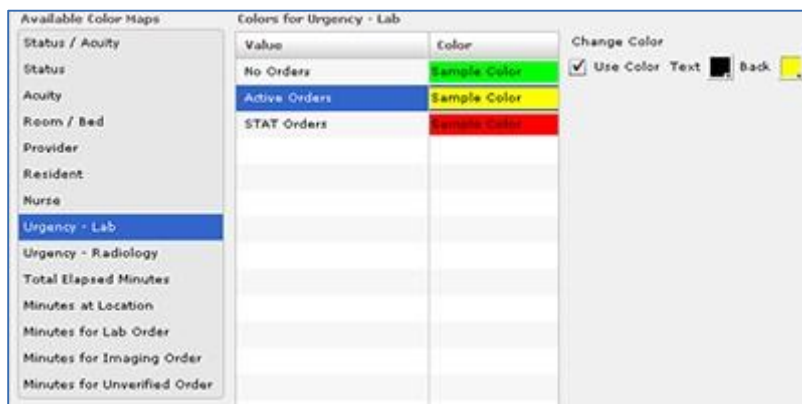 Available Color Maps
Status / Acuity
Status
Acuity
Room / Bed
Provider
Resident
Nurse
Urgency - Lab
Urgency - Radiology
Total Elapsed Minutes
Minutes at Location
Minutes for Lab Order
Minutes for Imaging Order
Minutes for Unverified Order
Colors for Urgency - Lab
Value Color
No Orders Sample Color
Active Orders Sample Color
STAT Orders Sample Color
Change Color
Use Color Text Back